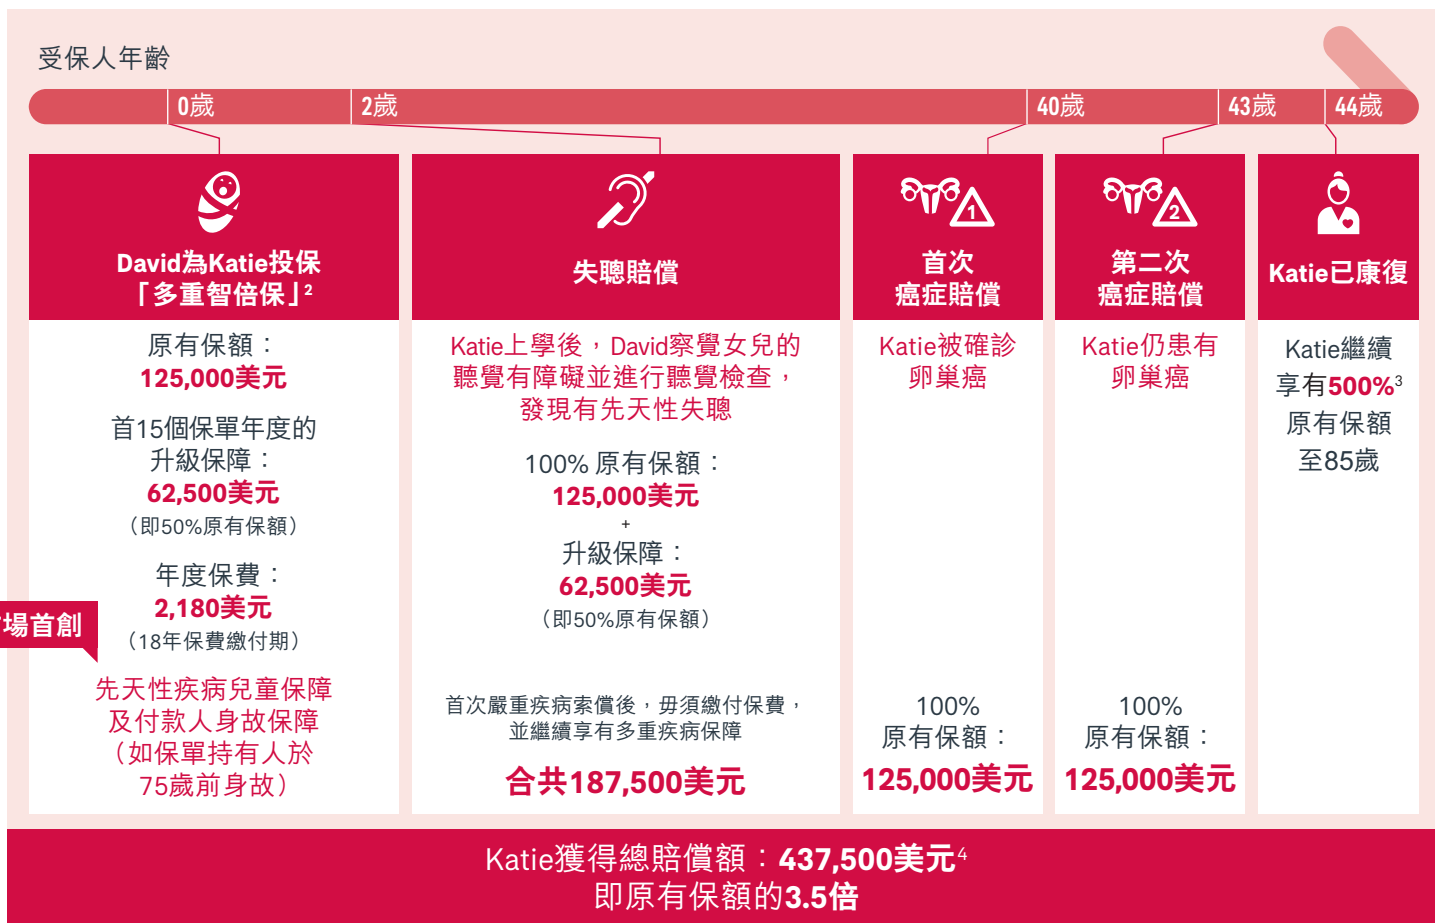 受保人年齡
0歲
2歲
40歲
43歲
44歲
David為Katie投保
「多重智倍保」2
原有保額：
125,000美元
首15個保單年度的
升級保障：
62,500美元
（即50%原有保額）
年度保費：
2,180美元
（18年保費繳付期）
場首創
先天性疾病兒童保障
及付款人身故保障
（如保單持有人於
75歲前身故）
失聰賠償
Katie上學後，David察覺女兒的
聽覺有障礙並進行聽覺檢查，
發現有先天性失聰
100% 原有保額：
125,000美元
+
升級保障：
62,500美元
（即50%原有保額）
首次嚴重疾病索償後，毋須繳付保費，
並繼續享有多重疾病保障
合共187,500美元
1
首次
癌症賠償
Katie被確診
卵巢癌
100%
原有保額：
125,000美元
2
第二次
癌症賠償
Katie仍患有
卵巢癌
100%
原有保額：
125,000美元
Katie已康復
Katie繼續
享有500%3
原有保額
至85歲
Katie獲得總賠償額：437,500美元4
即原有保額的3.5倍